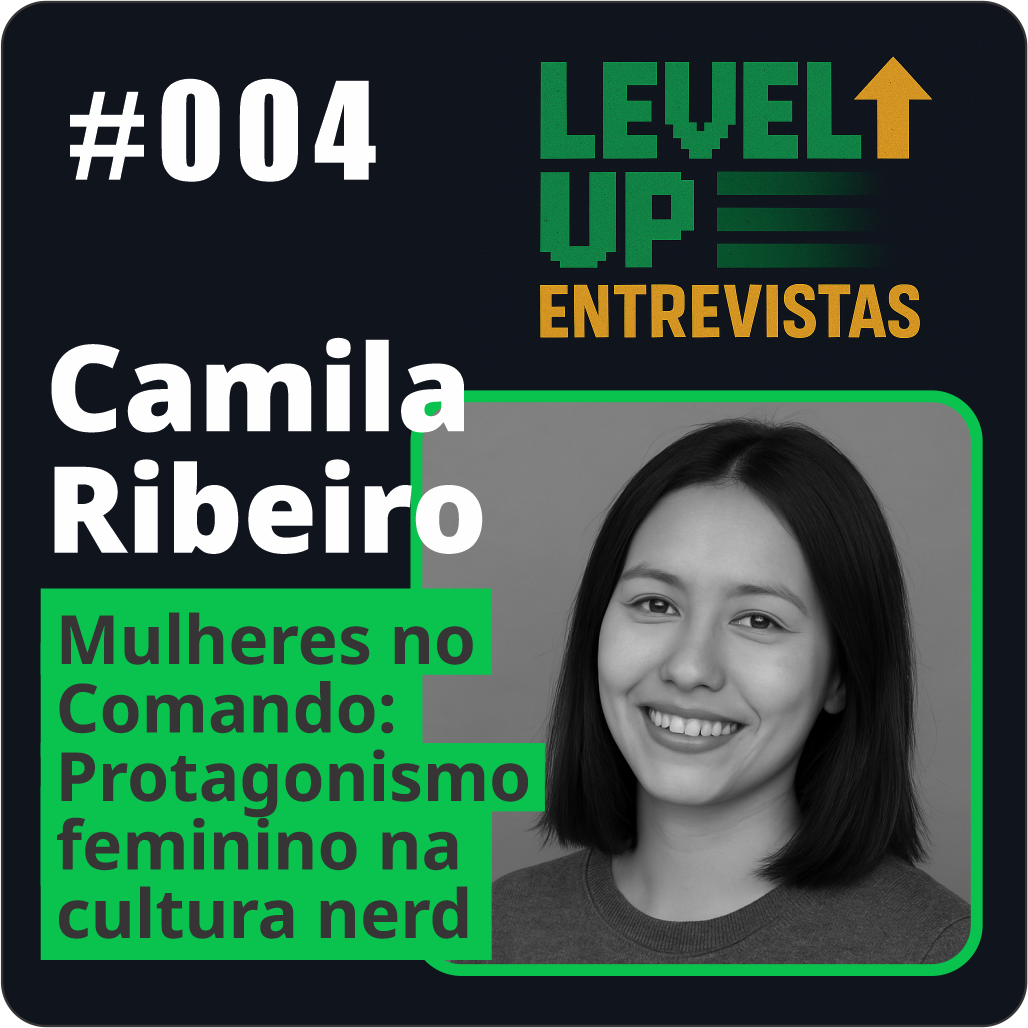 #004
LEVEL
UP
ENTREVISTAS
Camila
Ribeiro
Mulheres no
Comando:
Protagonismo
feminino na
cultura nerd